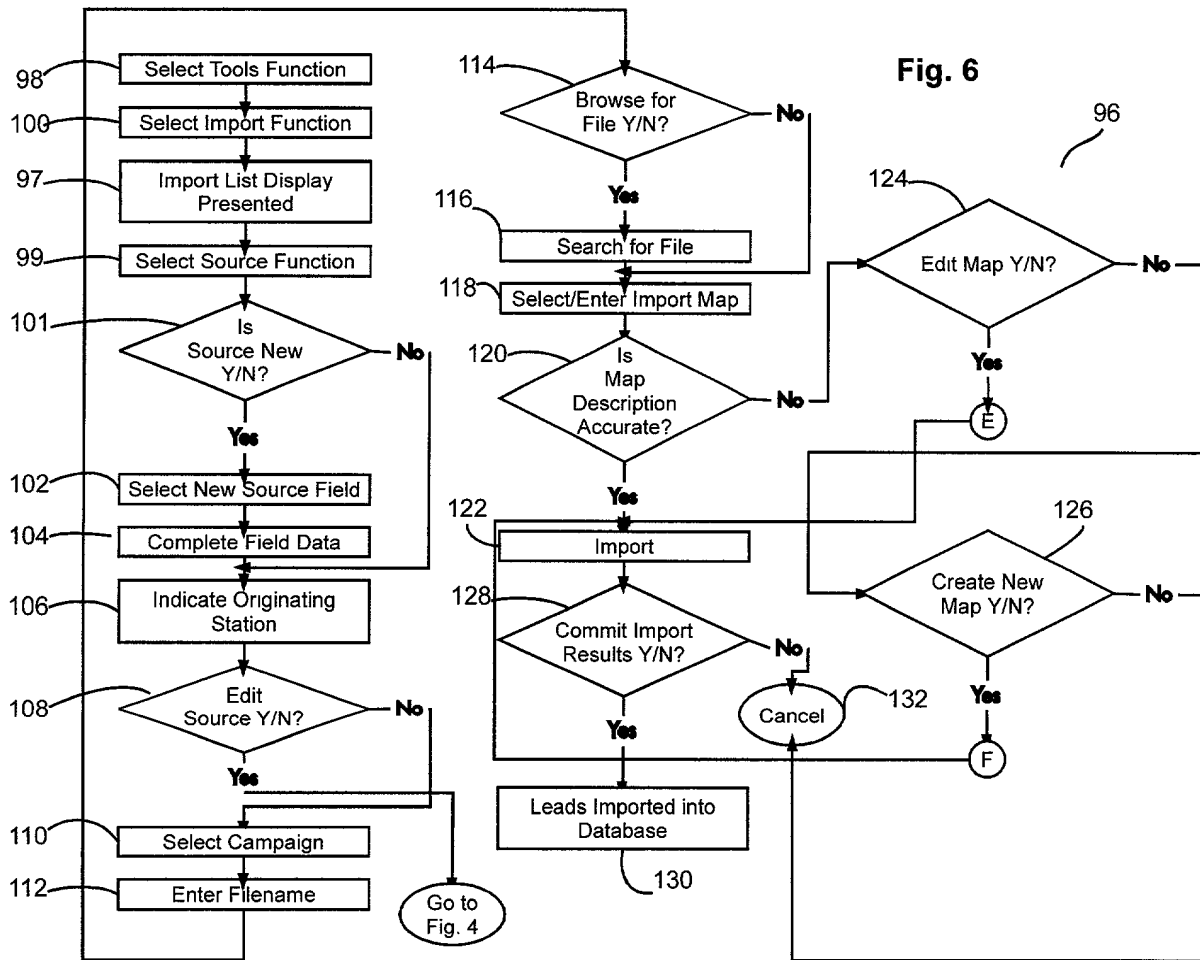 Fig. 6
96
98
Select Tools Function
100
Select Import Function
97
Import List Display
Presented
99
Select Source Function
101
Is
Source New
Y/N?
No
Yes
102
Select New Source Field
104
Complete Field Data
106
Indicate Originating
Station
108
Edit
Source Y/N?
No
Yes
110
Select Campaign
112
Enter Filename
Go to
Fig. 4
114
Browse for
File Y/N?
No
Yes
116
Search for File
118
Select/Enter Import Map
120
Is
Map
Description
Accurate?
No
Yes
122
Import
128
Commit Import
Results Y/N?
No
Yes
Cancel
132
Leads Imported into
Database
130
124
Edit Map Y/N?
No
Yes
E
126
Create New
Map Y/N?
No
Yes
F